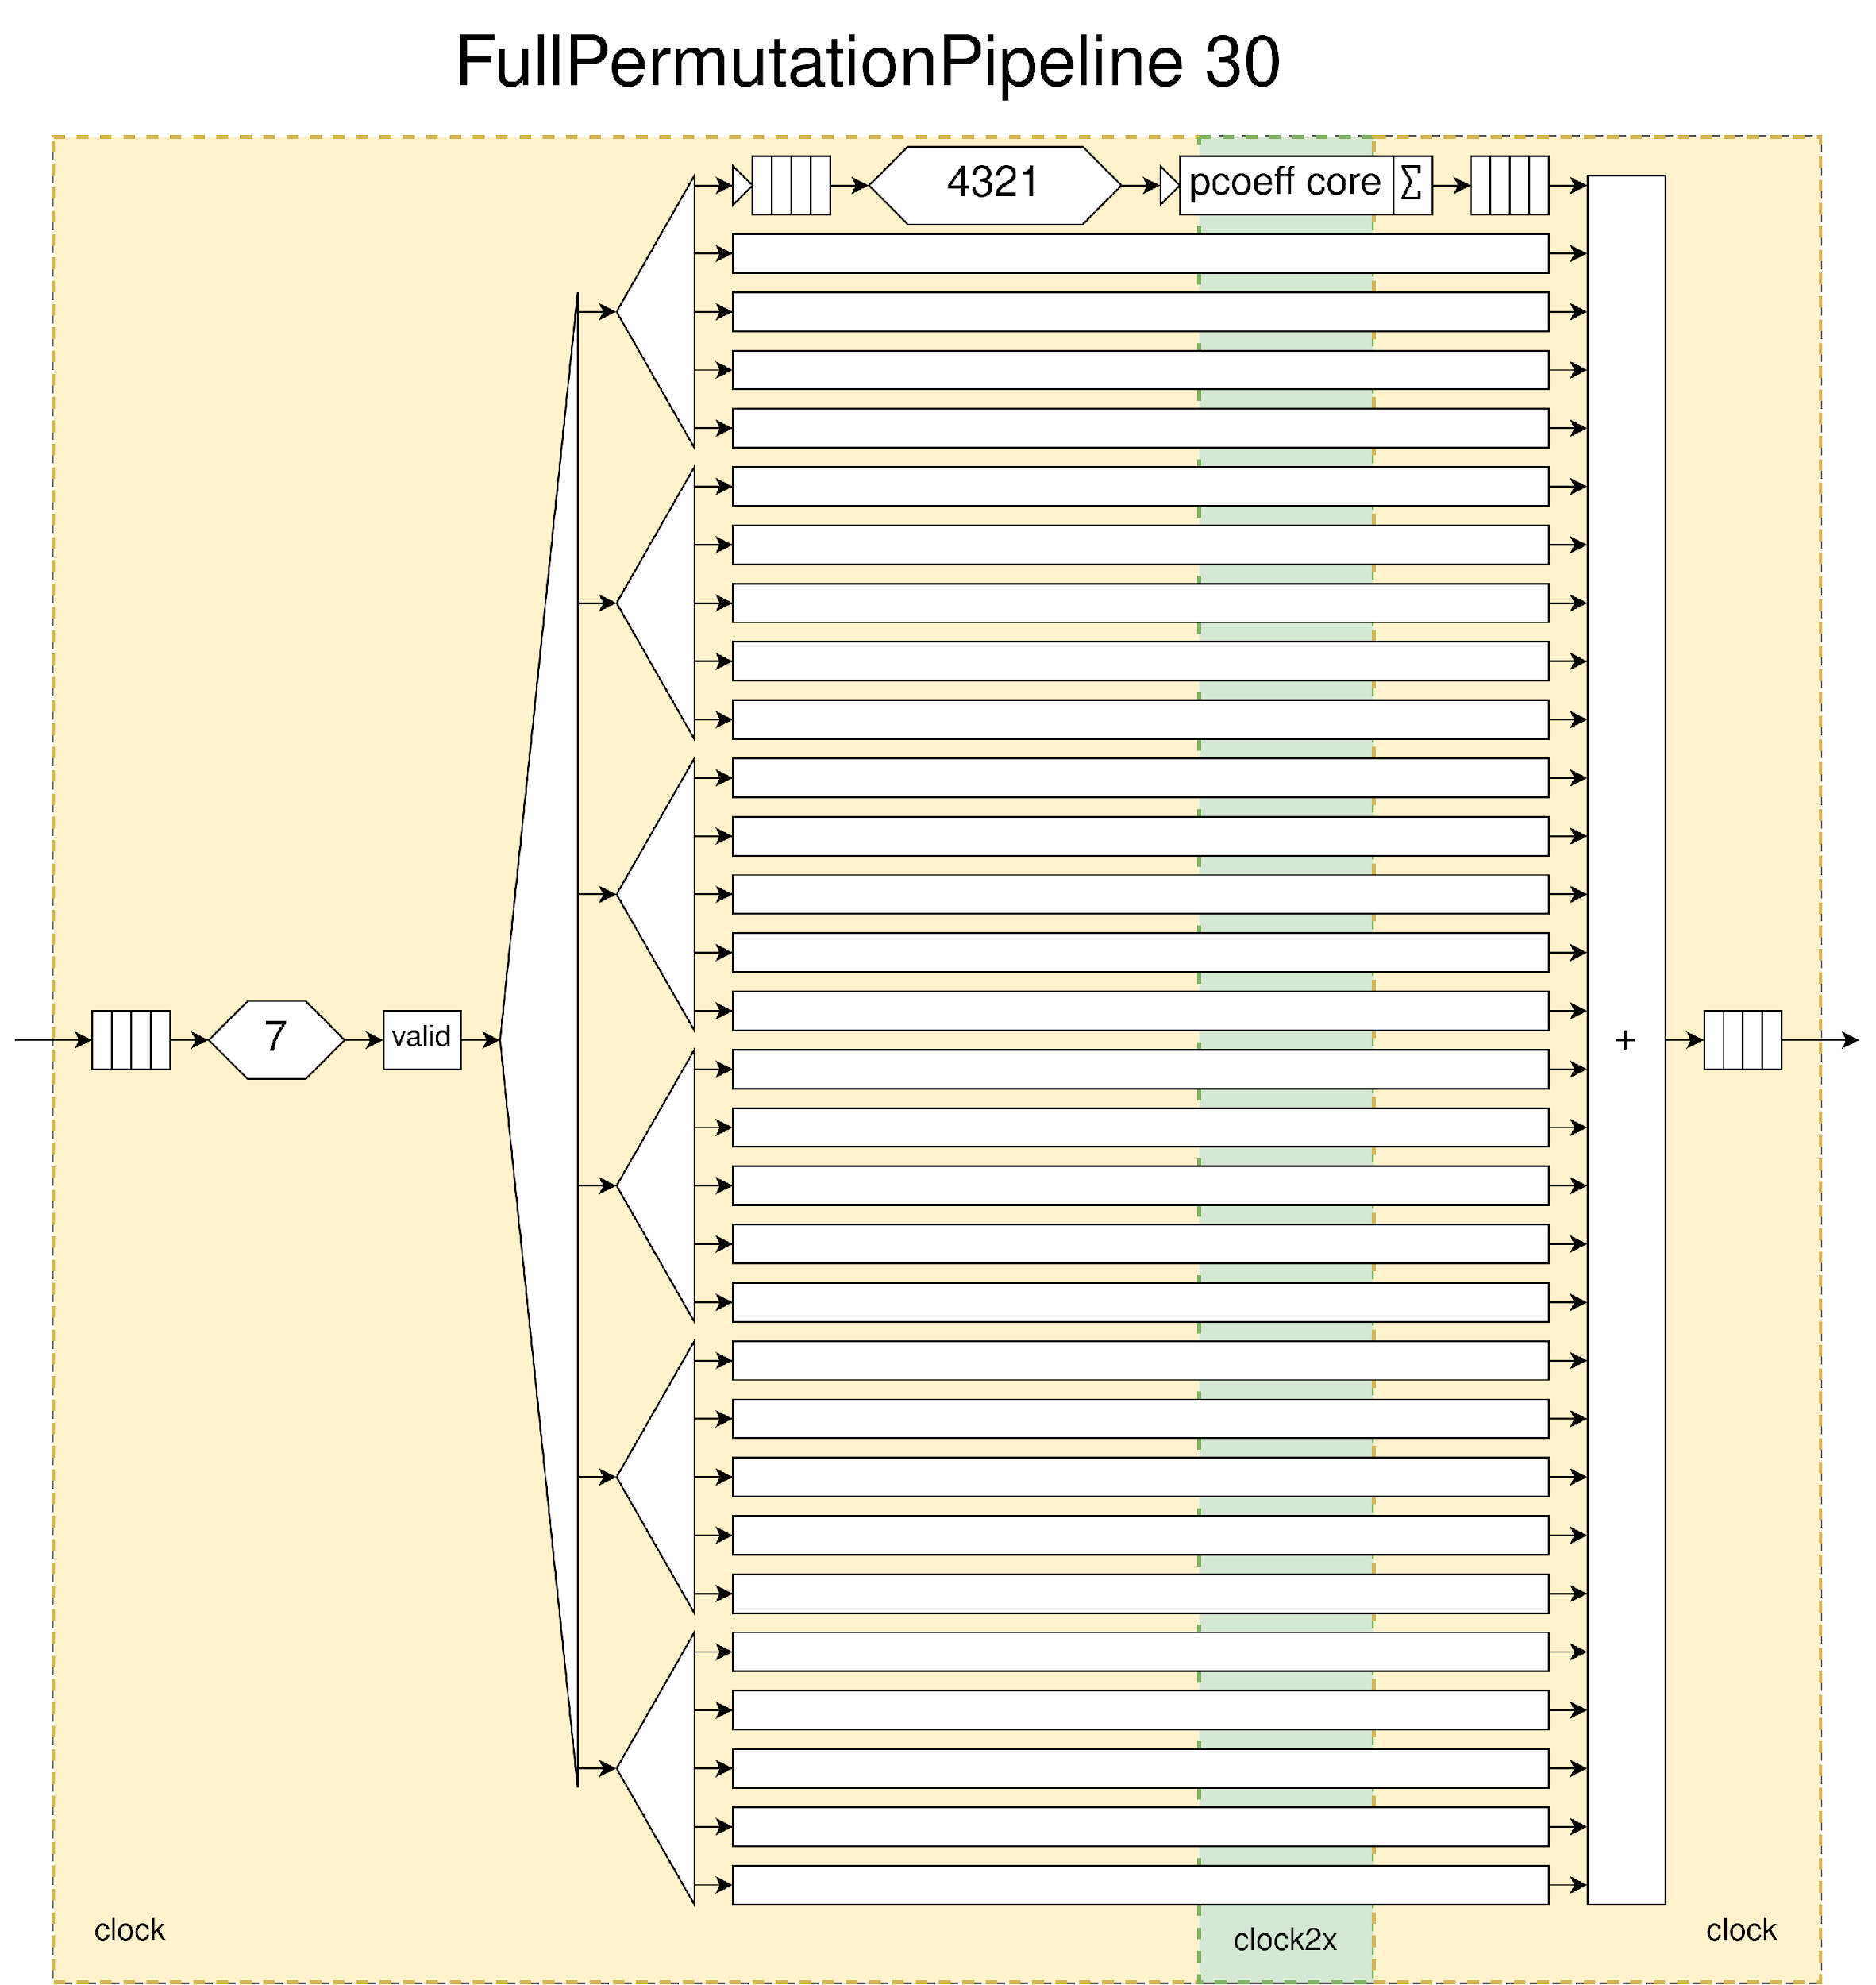 FullPermutationPipeline 30
4321
pcoeff core
Σ
7
valid
+
clock
clock2x
clock